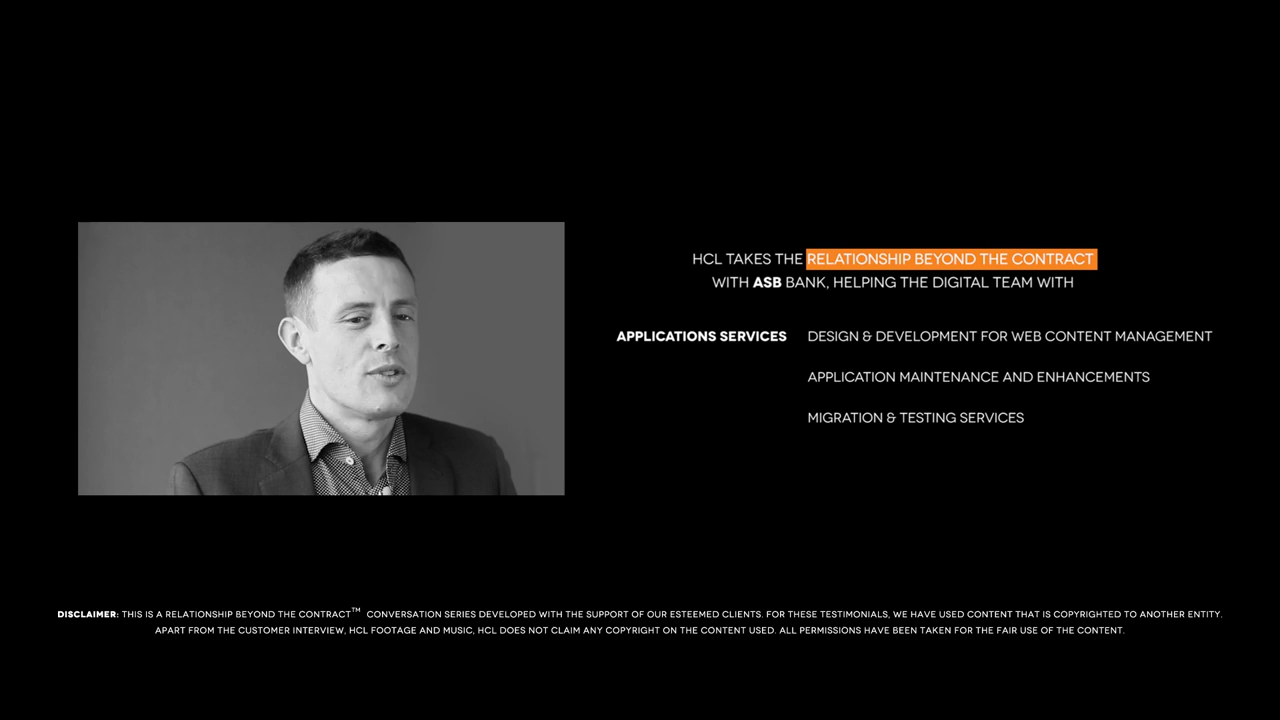 HCL TAKES THE RELATIONSHIP BEYOND THE CONTRACT
WITH ASB BANK, HELPING THE DIGITAL TEAM WITH
APPLICATIONS SERVICES DESIGN & DEVELOPMENT FOR WEB CONTENT MANAGEMENT
APPLICATION MAINTENANCE AND ENHANCEMENTS
MIGRATION & TESTING SERVICES
DISCLAIMER: THIS IS A RELATIONSHIP BEYOND THE CONTRACT™ CONVERSATION SERIES DEVELOPED WITH THE SUPPORT OF OUR ESTEEMED CLIENTS. FOR THESE TESTIMONIALS, WE HAVE USED CONTENT THAT IS COPYRIGHTED TO ANOTHER ENTITY.
APART FROM THE CUSTOMER INTERVIEW, HCL FOOTAGE AND MUSIC, HCL DOES NOT CLAIM ANY COPYRIGHT ON THE CONTENT USED. ALL PERMISSIONS HAVE BEEN TAKEN FOR THE FAIR USE OF THE CONTENT.